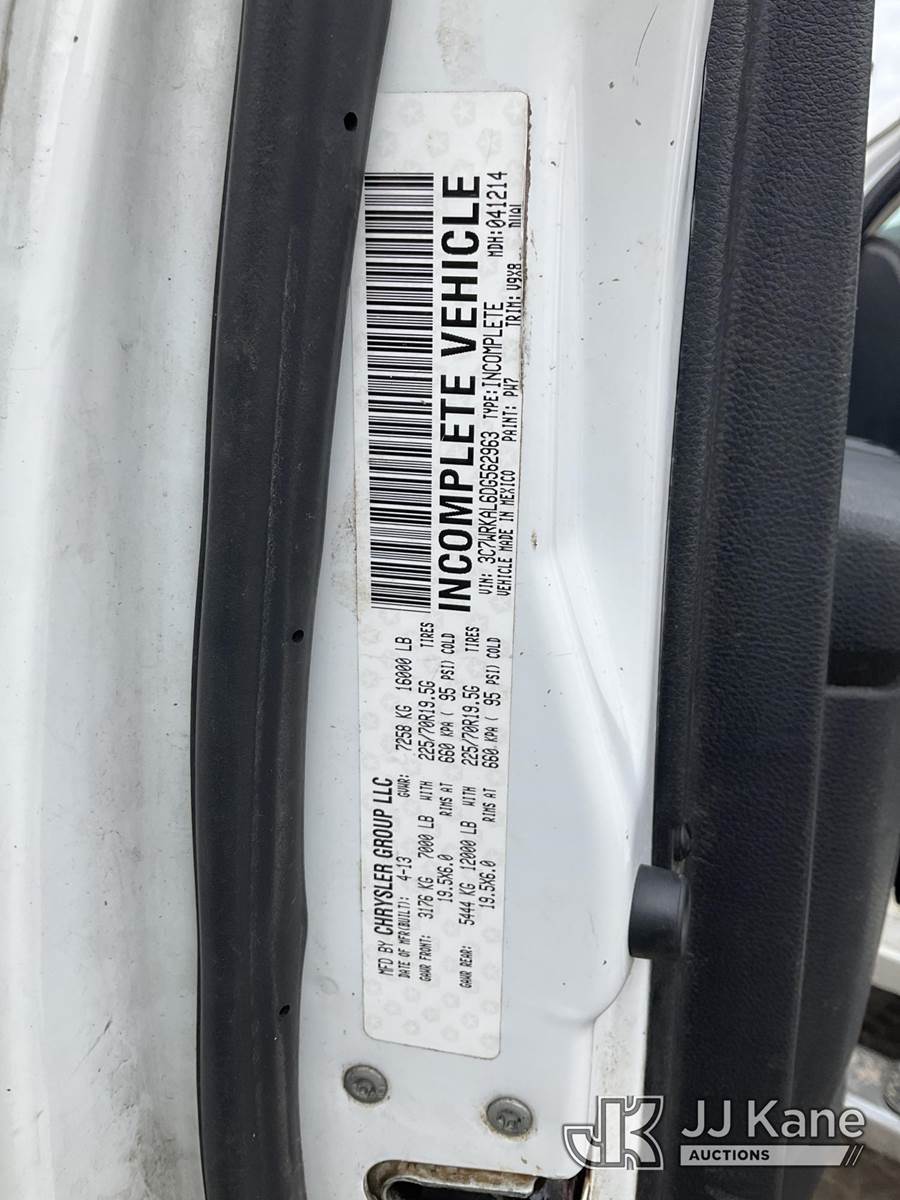 MFD BY CHRYSLER GROUP LLC
DATE OF MFR(BUILT): 4-13 GVWR: 7258 KG 16000 LB
GAWR FRONT: 3176 KG 7000 LB WITH 225/70R19.5G TIRES
19.5X6.0 RIMS AT 660 KPA ( 95 PSI) COLD
GAWR REAR: 5444 KG 12000 LB WITH 225/70R19.5G TIRES
19.5X6.0 RIMS AT 660 KPA ( 95 PSI) COLD
INCOMPLETE VEHICLE
VIN: 3C7WRKAL6DG562963 TYPE:INCOMPLETE MDH:041214
VEHICLE MADE IN MEXICO PAINT: PW7 TRIM: V9X8 DUAL
JK JJ Kane
AUCTIONS